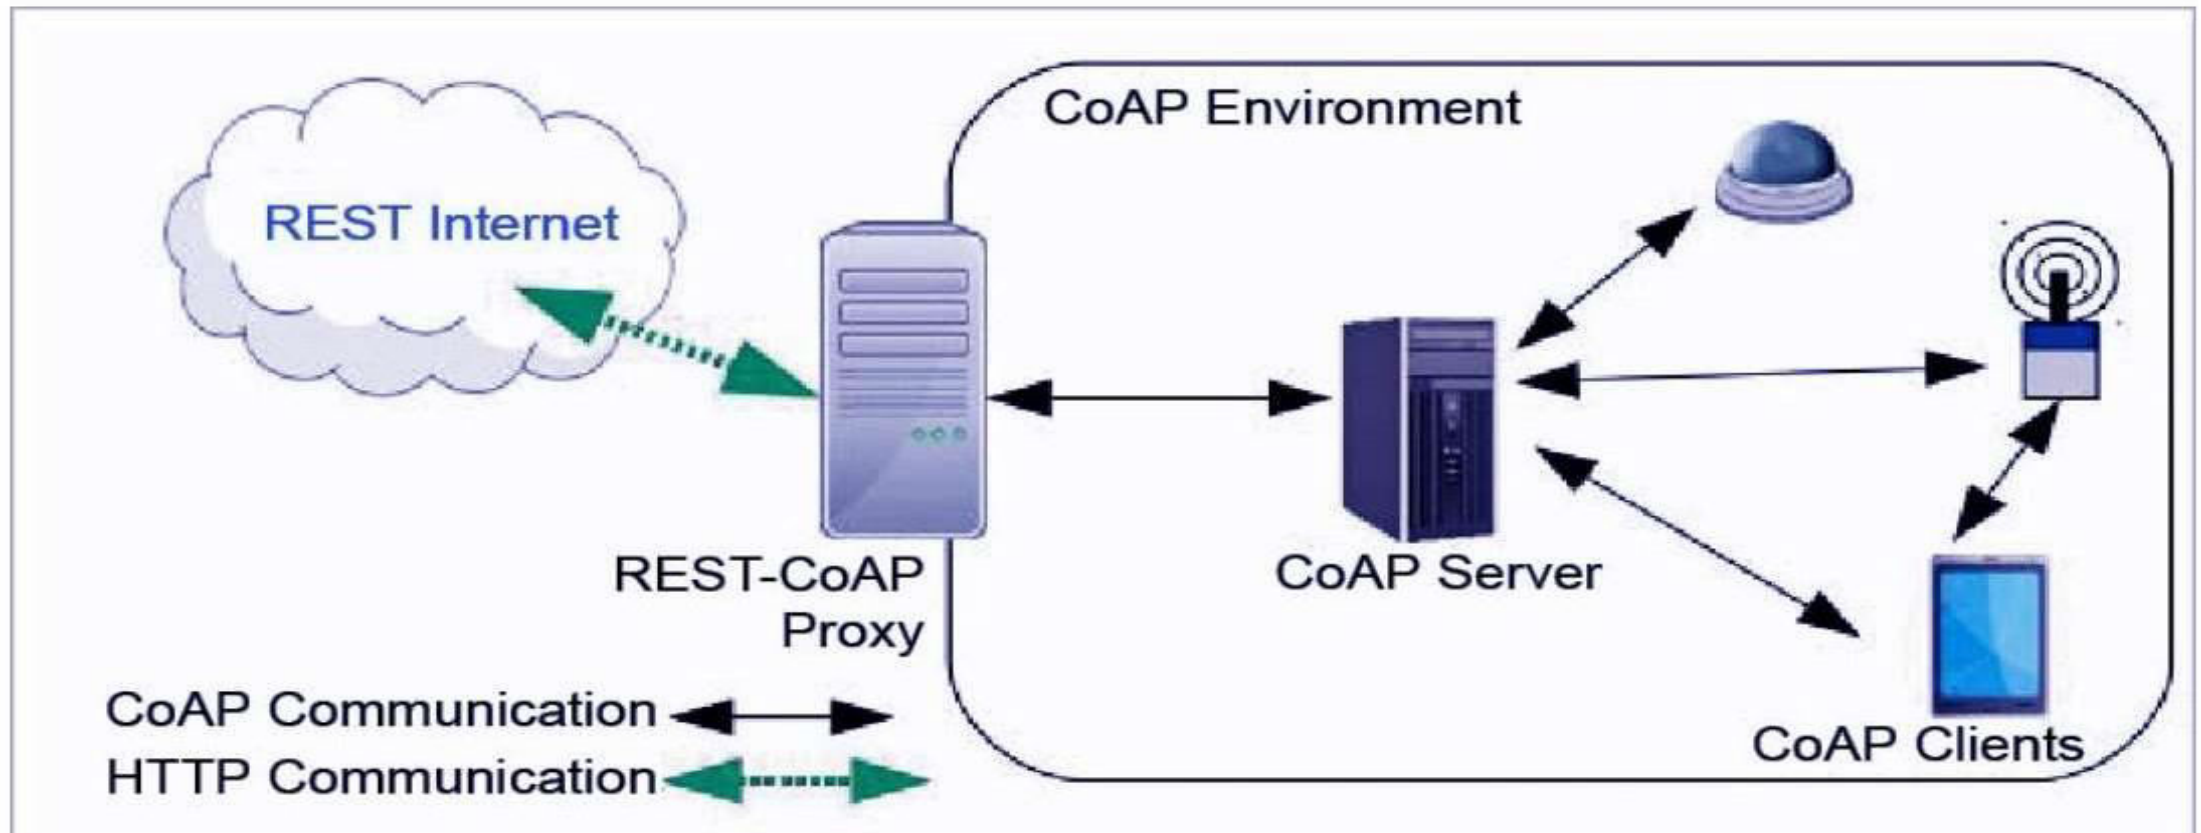 CoAP Environment
REST Internet
REST-CoAP
Proxy
CoAP Server
CoAP Clients
CoAP Communication
HTTP Communication